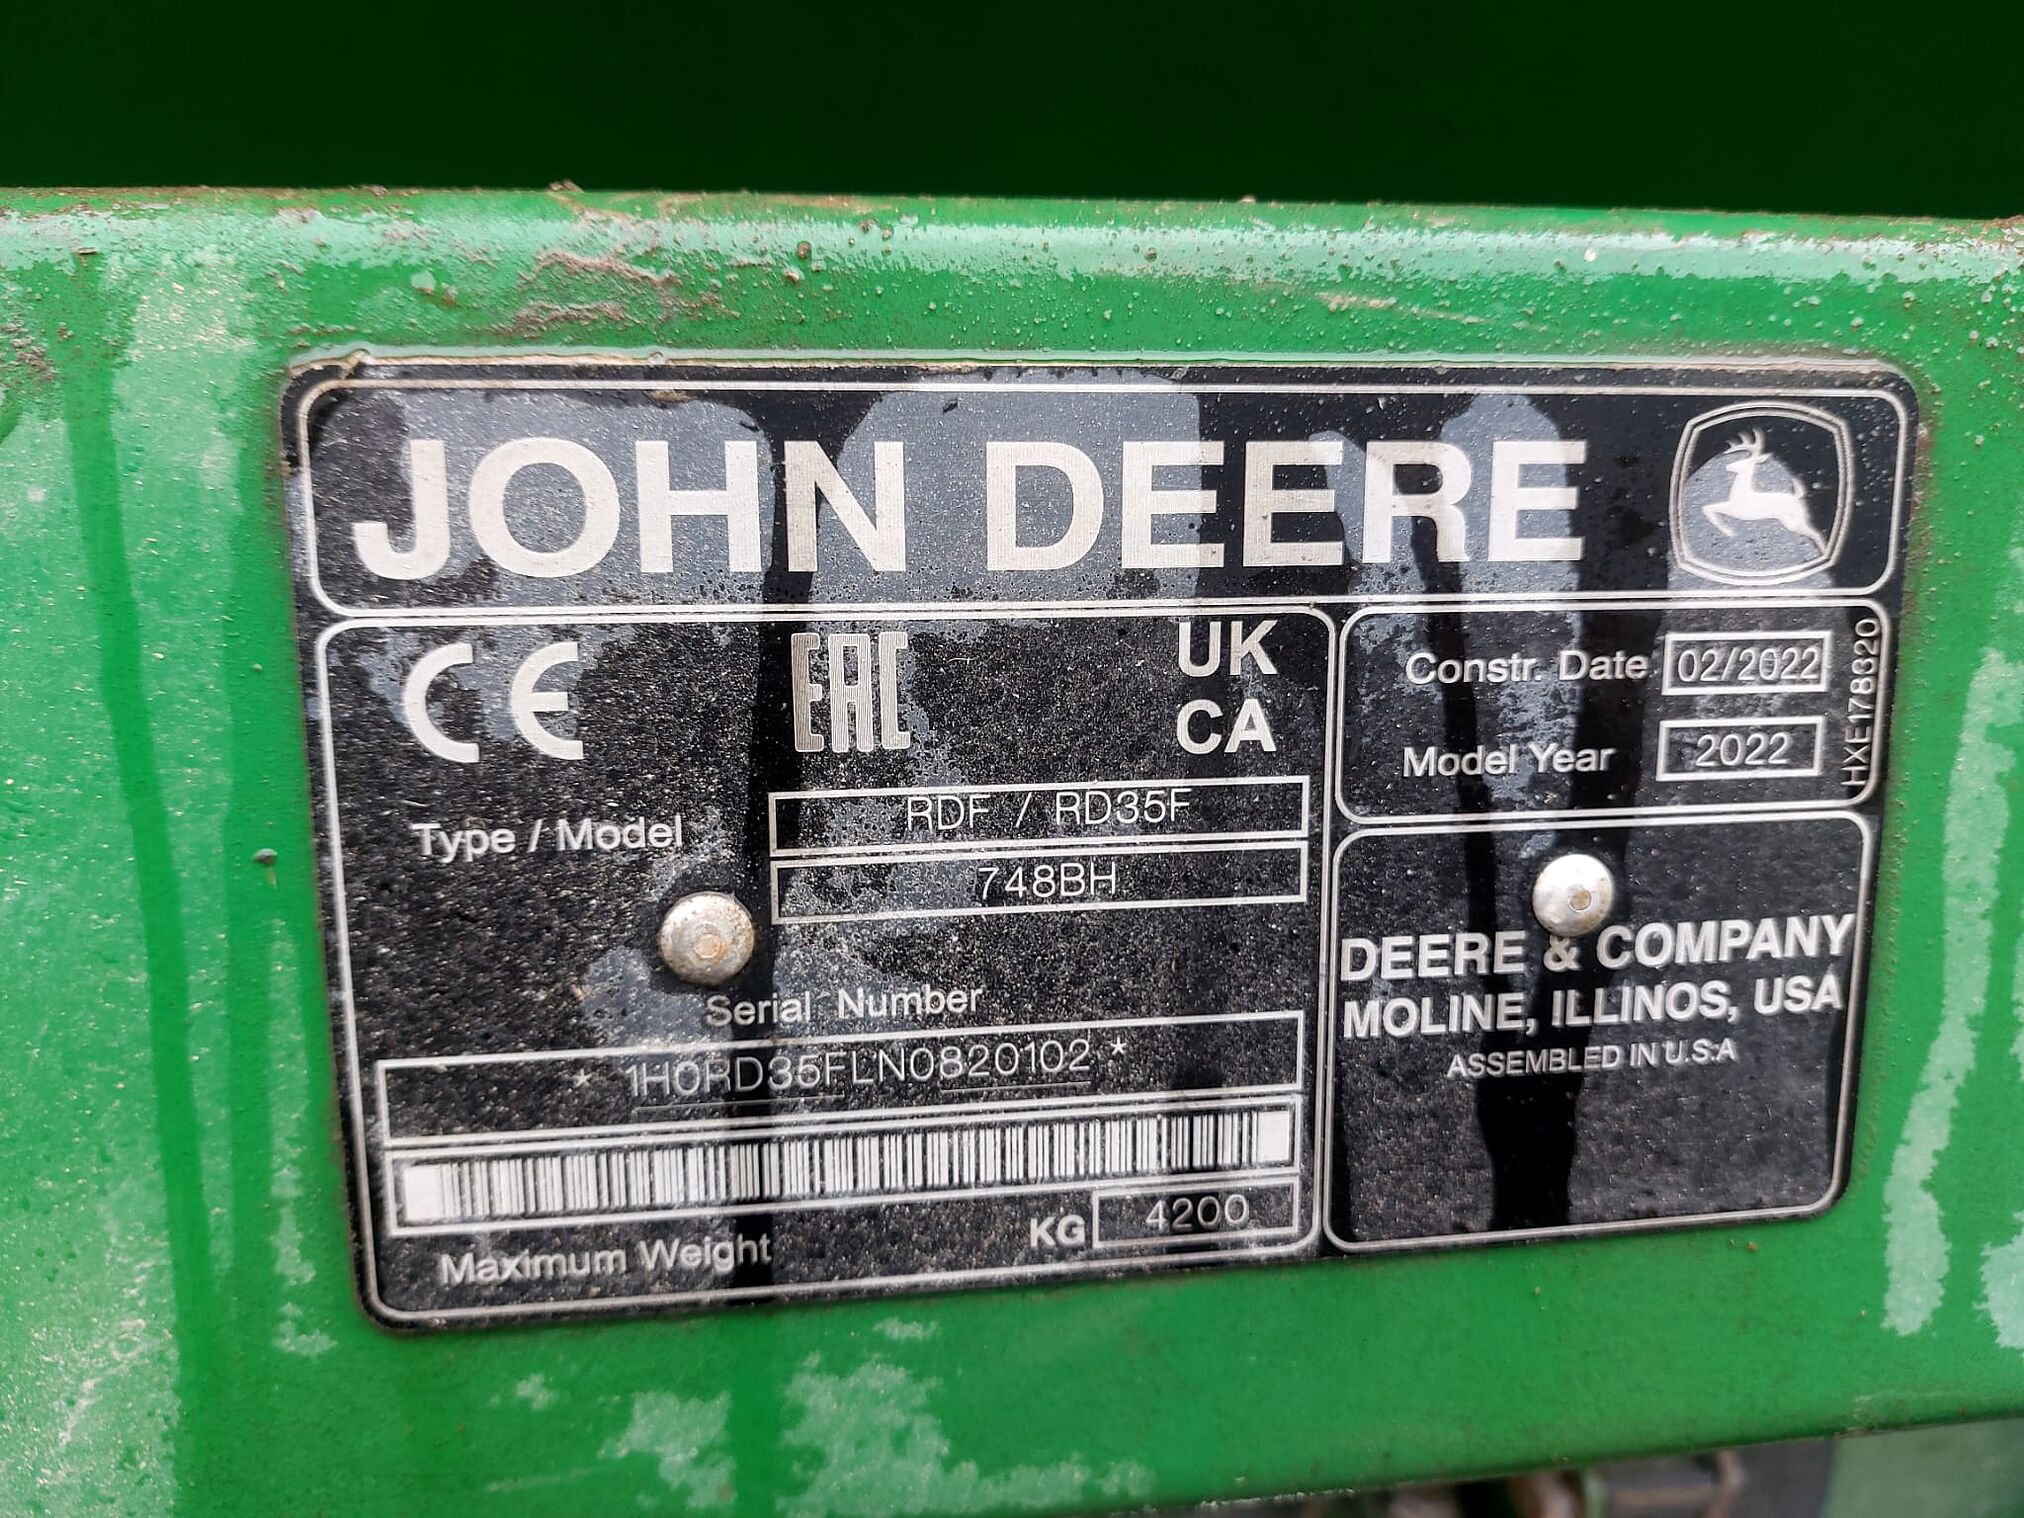 JOHN DEERE
CE EAC UK
CA
Constr. Date 02/2022
Model Year 2022
HXE178320
Type / Model RDF / RD35F
748BH
DEERE & COMPANY
MOLINE, ILLINOS, USA
ASSEMBLED IN U.S.A
Serial Number
* 1H0RD35FLN0820102 *
KG 4200
Maximum Weight